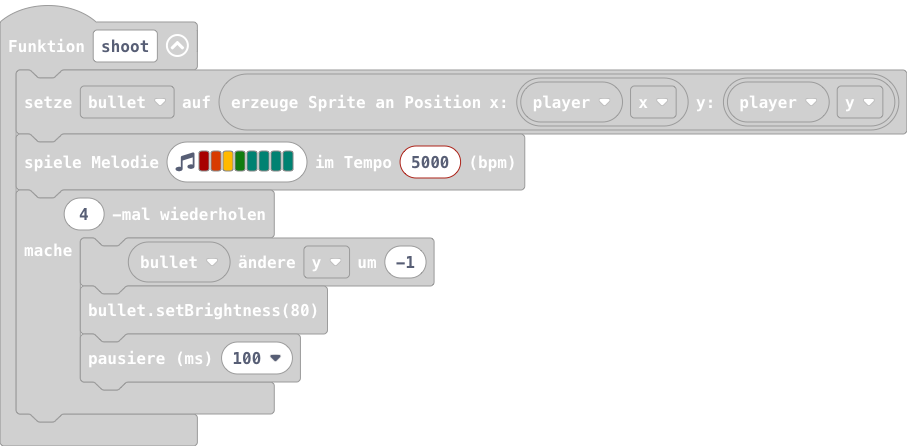 Funktion shoot
setze bullet auf erzeuge Sprite an Position x: player x y: player y
spiele Melodie im Tempo 5000 (bpm)
4 -mal wiederholen
mache
bullet ändere y um -1
bullet.setBrightness(80)
pausiere (ms) 100